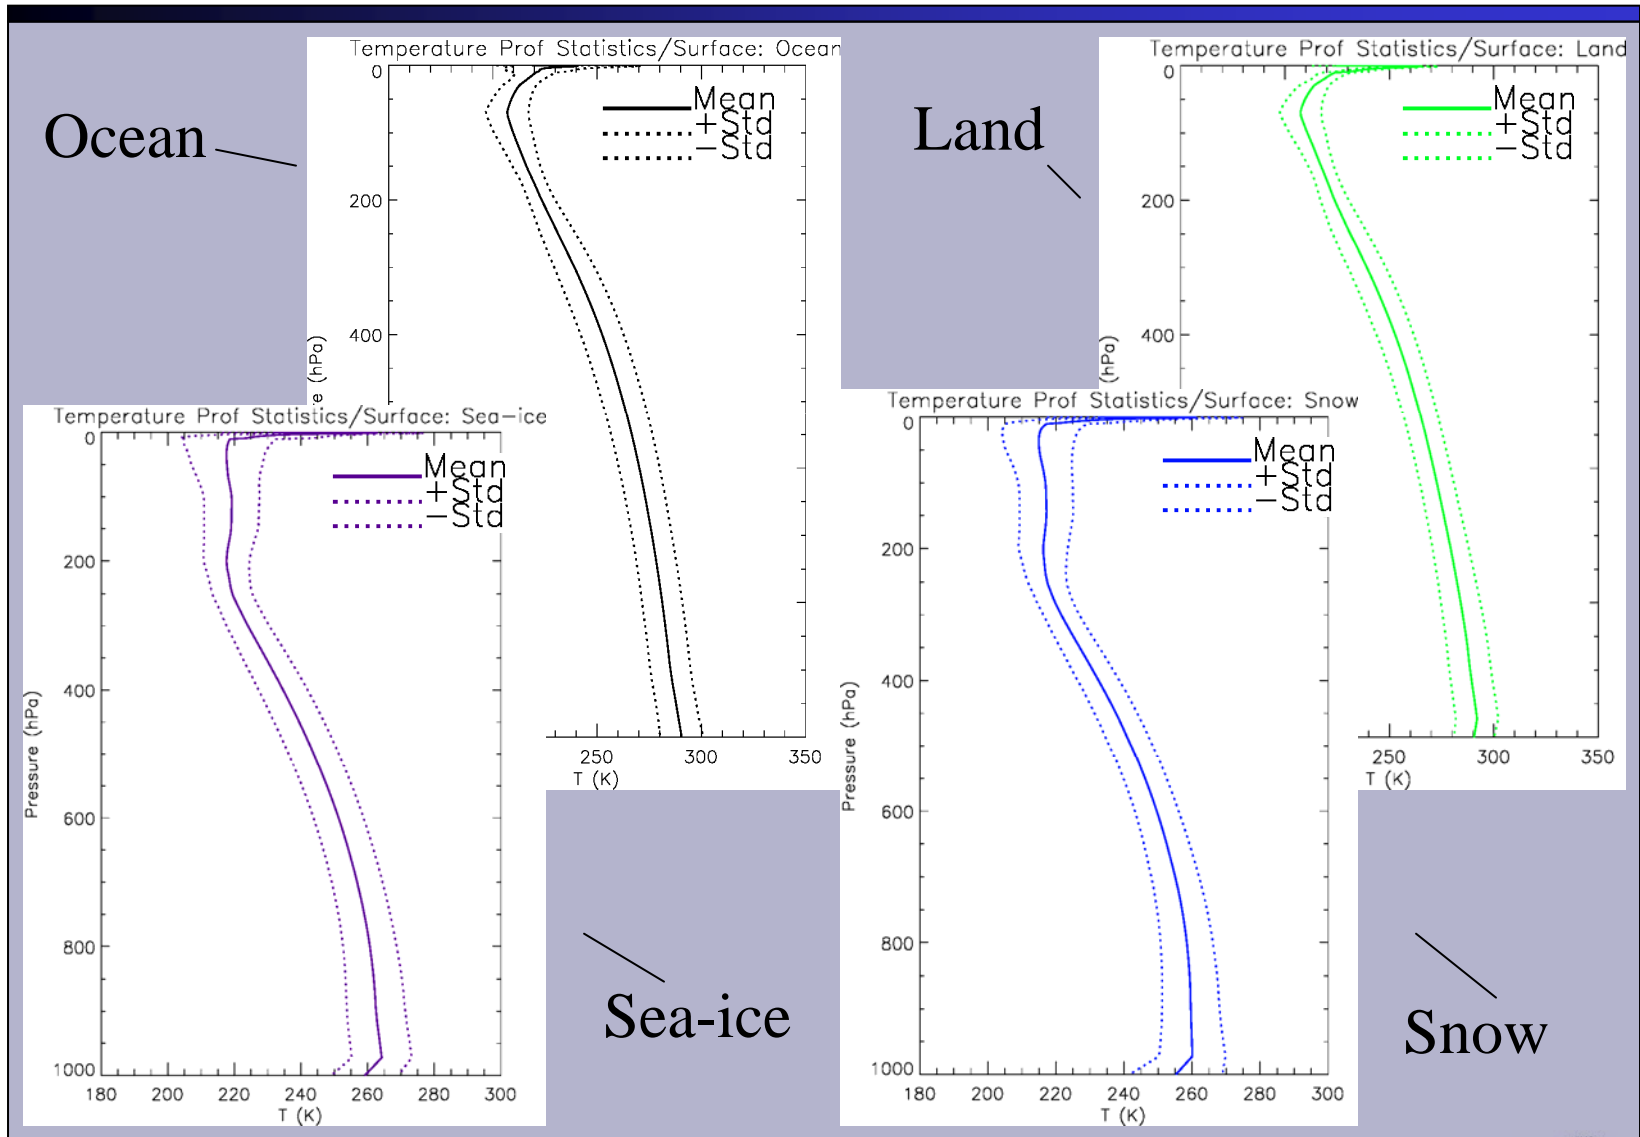 Temperature Prof Statistics/Surface: Ocean
0
200
400
Mean
+Std
-Std
e (hPa)
250
300
350
T (K)
Ocean
Temperature Prof Statistics/Surface: Land
0
200
400
Mean
+Std
-Std
(hPa)
250
300
350
T (K)
Land
Temperature Prof Statistics/Surface: Sea-ice
0
200
400
600
800
1000
Mean
+Std
-Std
Pressure (hPa)
180 200 220 240 260 280 300
T (K)
Sea-ice
Temperature Prof Statistics/Surface: Snow
0
200
400
600
800
1000
Mean
+Std
-Std
Pressure (hPa)
180 200 220 240 260 280 300
T (K)
Snow